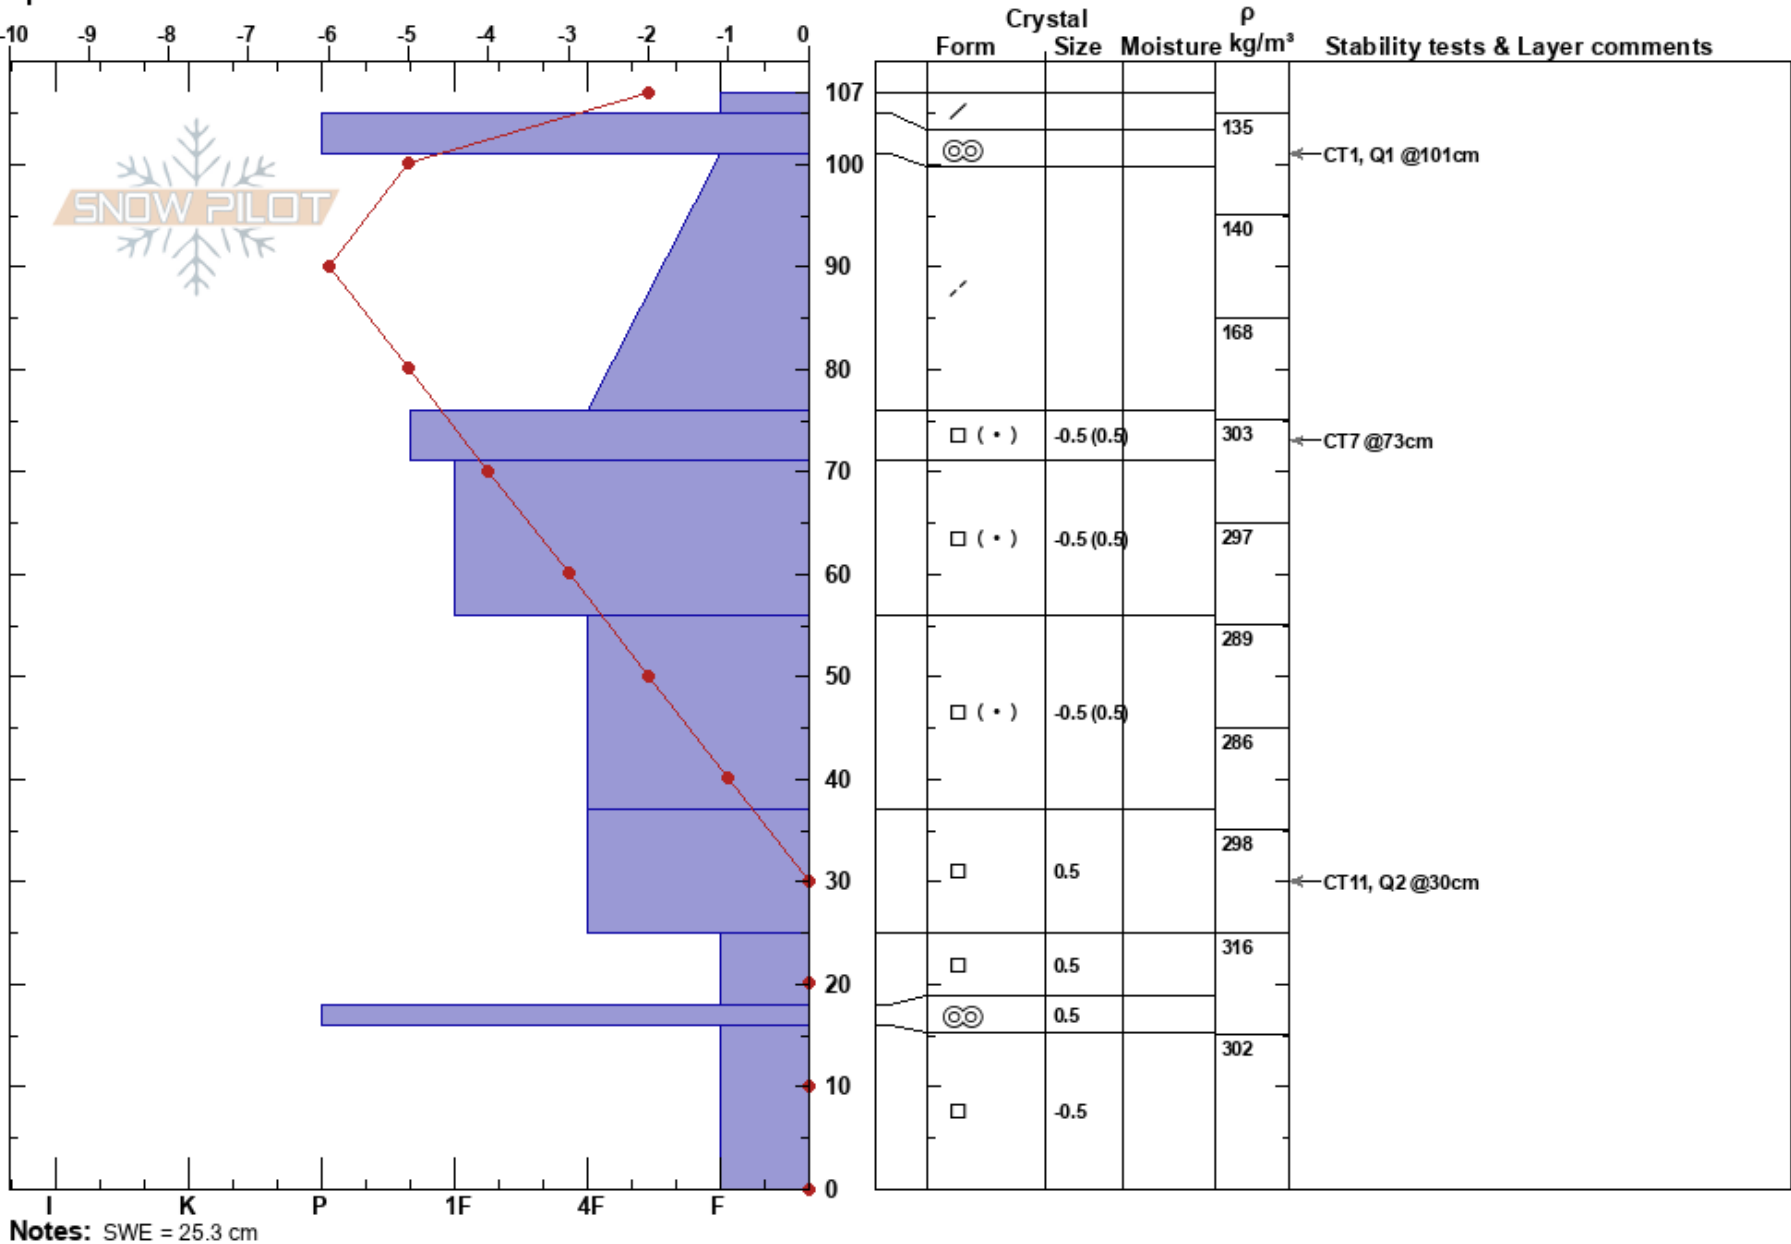 -10 -9 -8 -7 -6 -5 -4 -3 -2 -1 0
Crystal ρ
Form Size Moisture kg/m³ Stability tests & Layer comments
107
135
CT1, Q1 @101cm
100
SNOW PILOT
140
90
168
80
-0.5 (0.5) 303 CT7 @73cm
70
-0.5 (0.5) 297
60
289
50
-0.5 (0.5)
286
40
298
30 0.5 CT11, Q2 @30cm
316
0.5
20
0.5
302
10
-0.5
0
I K P 1F 4F F
Notes: SWE = 25.3 cm